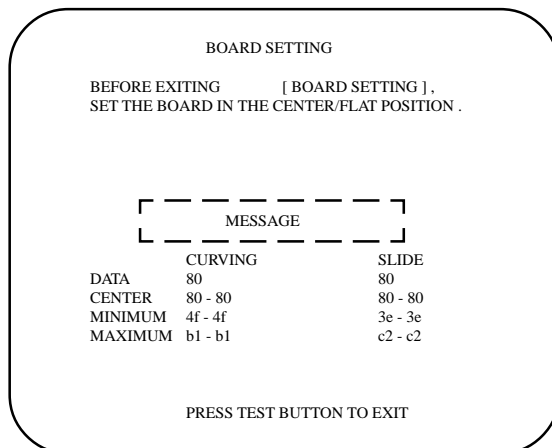 BOARD SETTING
BEFORE EXITING [ BOARD SETTING ] ,
SET THE BOARD IN THE CENTER/FLAT POSITION .
MESSAGE
CURVING SLIDE
DATA 80 80
CENTER 80 - 80 80 - 80
MINIMUM 4f - 4f 3e - 3e
MAXIMUM b1 - b1 c2 - c2
PRESS TEST BUTTON TO EXIT